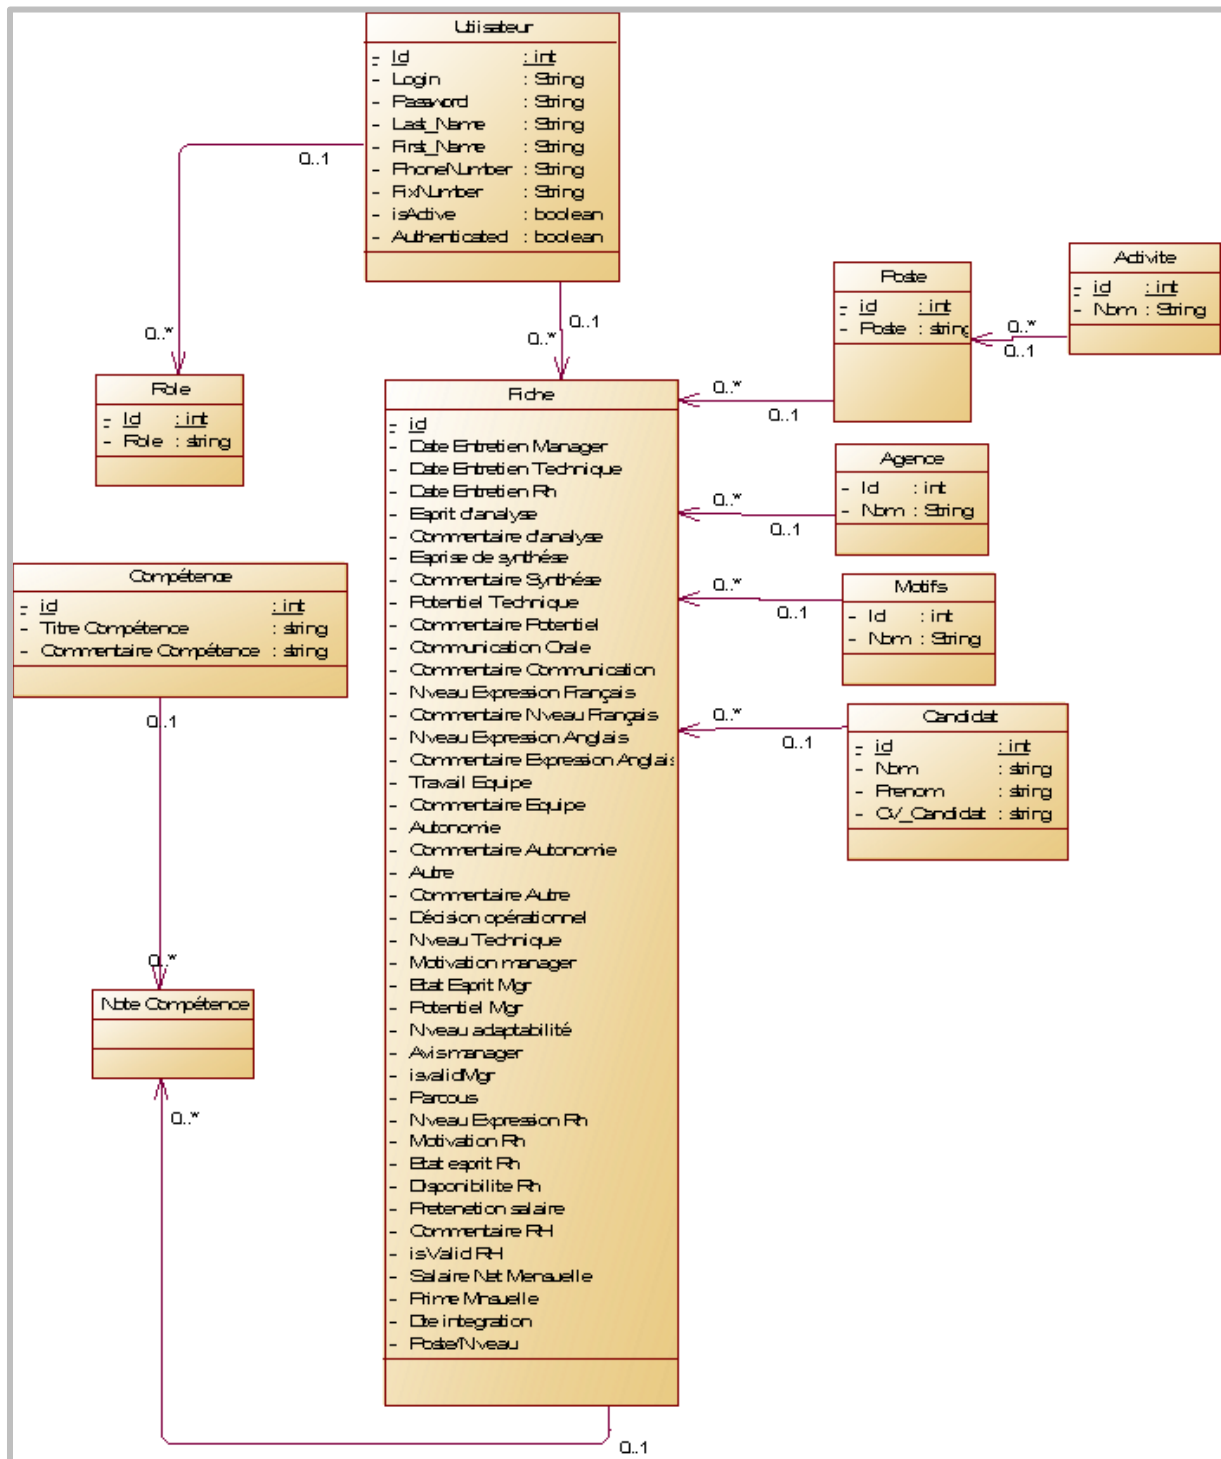 Utilisateur
- Id : int
- Login : String
- Password : String
- Last_Name : String
- First_Name : String
- PhoneNumber : String
- FixNumber : String
- isActive : boolean
- Authenticated : boolean
0..1
0..*
0..1
0..*
Role
- Id : int
- Role : string
Poste
- id : int
- Poste : string
Activite
- id : int
- Nom : String
0..*
0..1
Fiche
- id
- Date Entretien Manager
- Date Entretien Technique
- Date Entretien Rh
- Esprit d'analyse
- Commentaire d'analyse
- Esprise de synthése
- Commentaire Synthése
- Potentiel Technique
- Commentaire Potentiel
- Communication Orale
- Commentaire Communication
- Niveau Expression Français
- Commentaire Niveau Français
- Niveau Expression Anglais
- Commentaire Expression Anglais
- Travail Equipe
- Commentaire Equipe
- Autonomie
- Commentaire Autonomie
- Autre
- Commentaire Autre
- Décision opérationnel
- Niveau Technique
- Motivation manager
- Etat Esprit Mgr
- Potentiel Mgr
- Niveau adaptabilité
- Avis manager
- isvalidMgr
- Parcous
- Niveau Expression Rh
- Motivation Rh
- Etat esprit Rh
- Disponibilite Rh
- Pretenetion salaire
- Commentaire RH
- isValid RH
- Salaire Net Mensuelle
- Prime Mnsuelle
- Dte integration
- Poste/Niveau
0..*
0..1
Agence
- Id : int
- Nom : String
0..*
0..1
Motifs
- Id : int
- Nom : String
0..*
0..1
Candidat
- id : int
- Nom : string
- Prenom : string
- CV_Candidat : string
0..*
0..1
Compétence
- id : int
- Titre Compétence : string
- Commentaire Compétence : string
0..1
0..*
Note Compétence
0..*
0..1